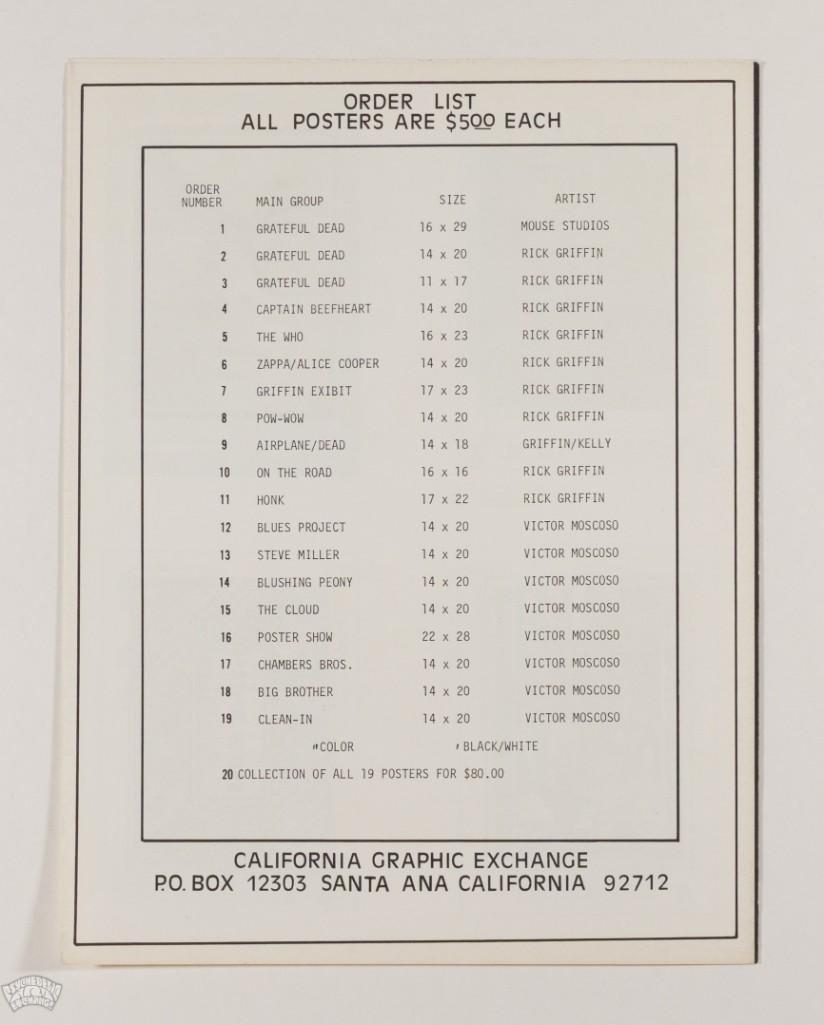 ORDER LIST
ALL POSTERS ARE $500 EACH
ORDER
NUMBER MAIN GROUP SIZE ARTIST
1 GRATEFUL DEAD 16 x 29 MOUSE STUDIOS
2 GRATEFUL DEAD 14 x 20 RICK GRIFFIN
3 GRATEFUL DEAD 11 x 17 RICK GRIFFIN
4 CAPTAIN BEEFHEART 14 x 20 RICK GRIFFIN
5 THE WHO 16 x 23 RICK GRIFFIN
6 ZAPPA/ALICE COOPER 14 x 20 RICK GRIFFIN
7 GRIFFIN EXIBIT 17 x 23 RICK GRIFFIN
8 POW-WOW 14 x 20 RICK GRIFFIN
9 AIRPLANE/DEAD 14 x 18 GRIFFIN/KELLY
10 ON THE ROAD 16 x 16 RICK GRIFFIN
11 HONK 17 x 22 RICK GRIFFIN
12 BLUES PROJECT 14 x 20 VICTOR MOSCOSO
13 STEVE MILLER 14 x 20 VICTOR MOSCOSO
14 BLUSHING PEONY 14 x 20 VICTOR MOSCOSO
15 THE CLOUD 14 x 20 VICTOR MOSCOSO
16 POSTER SHOW 22 x 28 VICTOR MOSCOSO
17 CHAMBERS BROS. 14 x 20 VICTOR MOSCOSO
18 BIG BROTHER 14 x 20 VICTOR MOSCOSO
19 CLEAN-IN 14 x 20 VICTOR MOSCOSO
"COLOR 'BLACK/WHITE
20 COLLECTION OF ALL 19 POSTERS FOR $80.00
CALIFORNIA GRAPHIC EXCHANGE
P.O. BOX 12303 SANTA ANA CALIFORNIA 92712
PSYCHEDELIC
ART
EXCHANGE